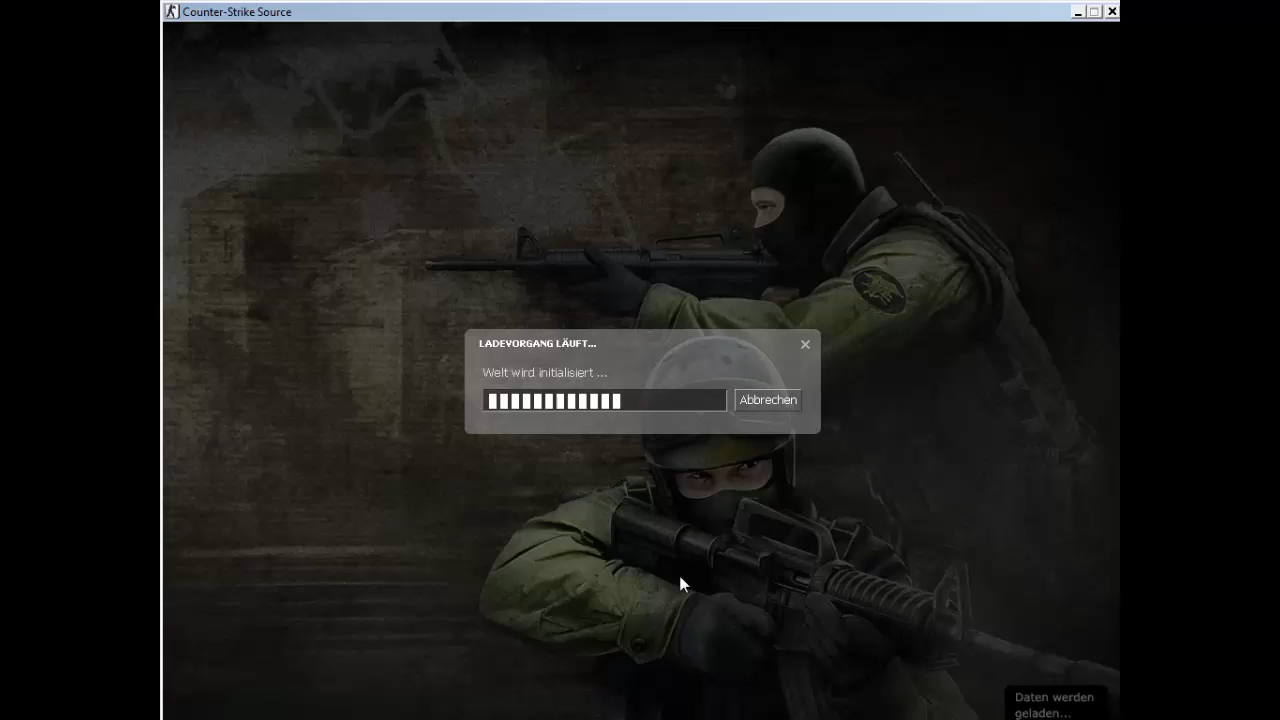 Counter-Strike Source
LADEVORGANG LÄUFT...
Welt wird initialisiert ...
Abbrechen
Daten werden
geladen...